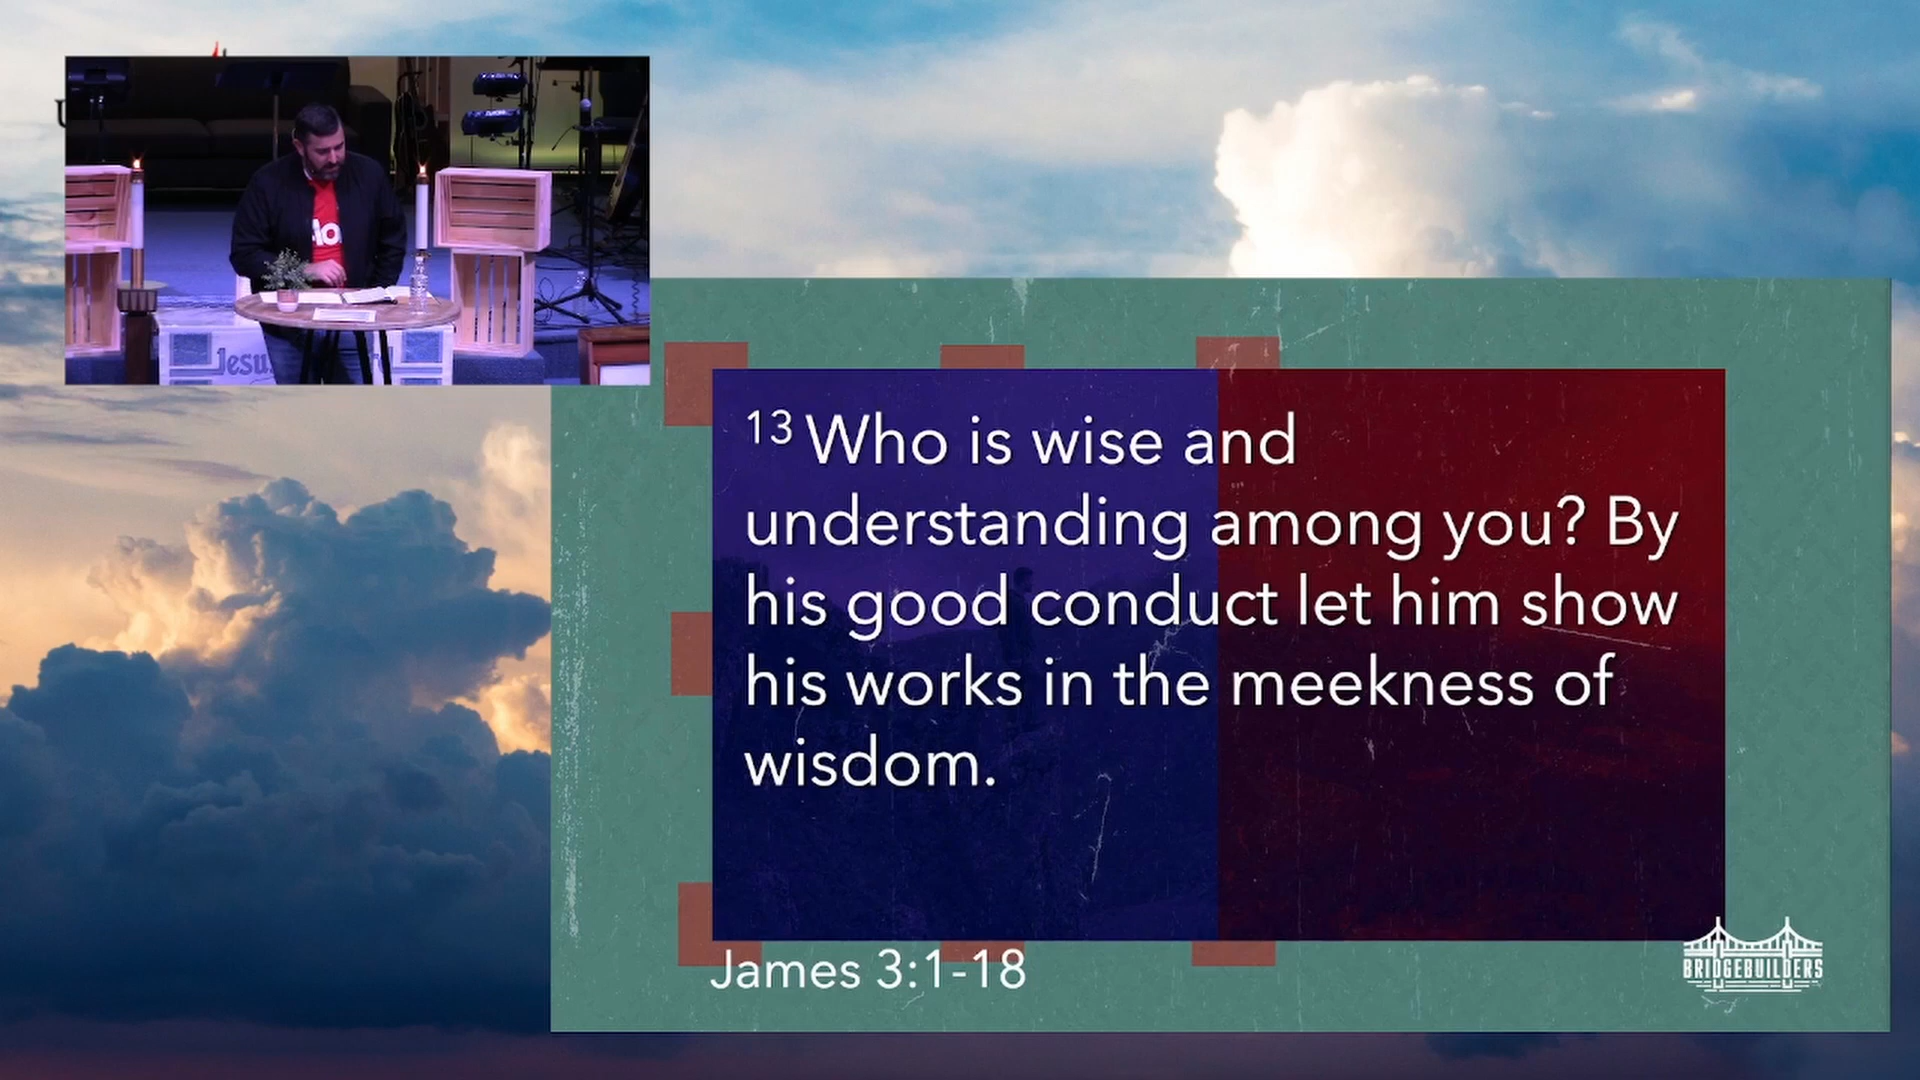 Jesu
13 Who is wise and
understanding among you? By
his good conduct let him show
his works in the meekness of
wisdom.
James 3:1-18
BRIDGEBUILDERS